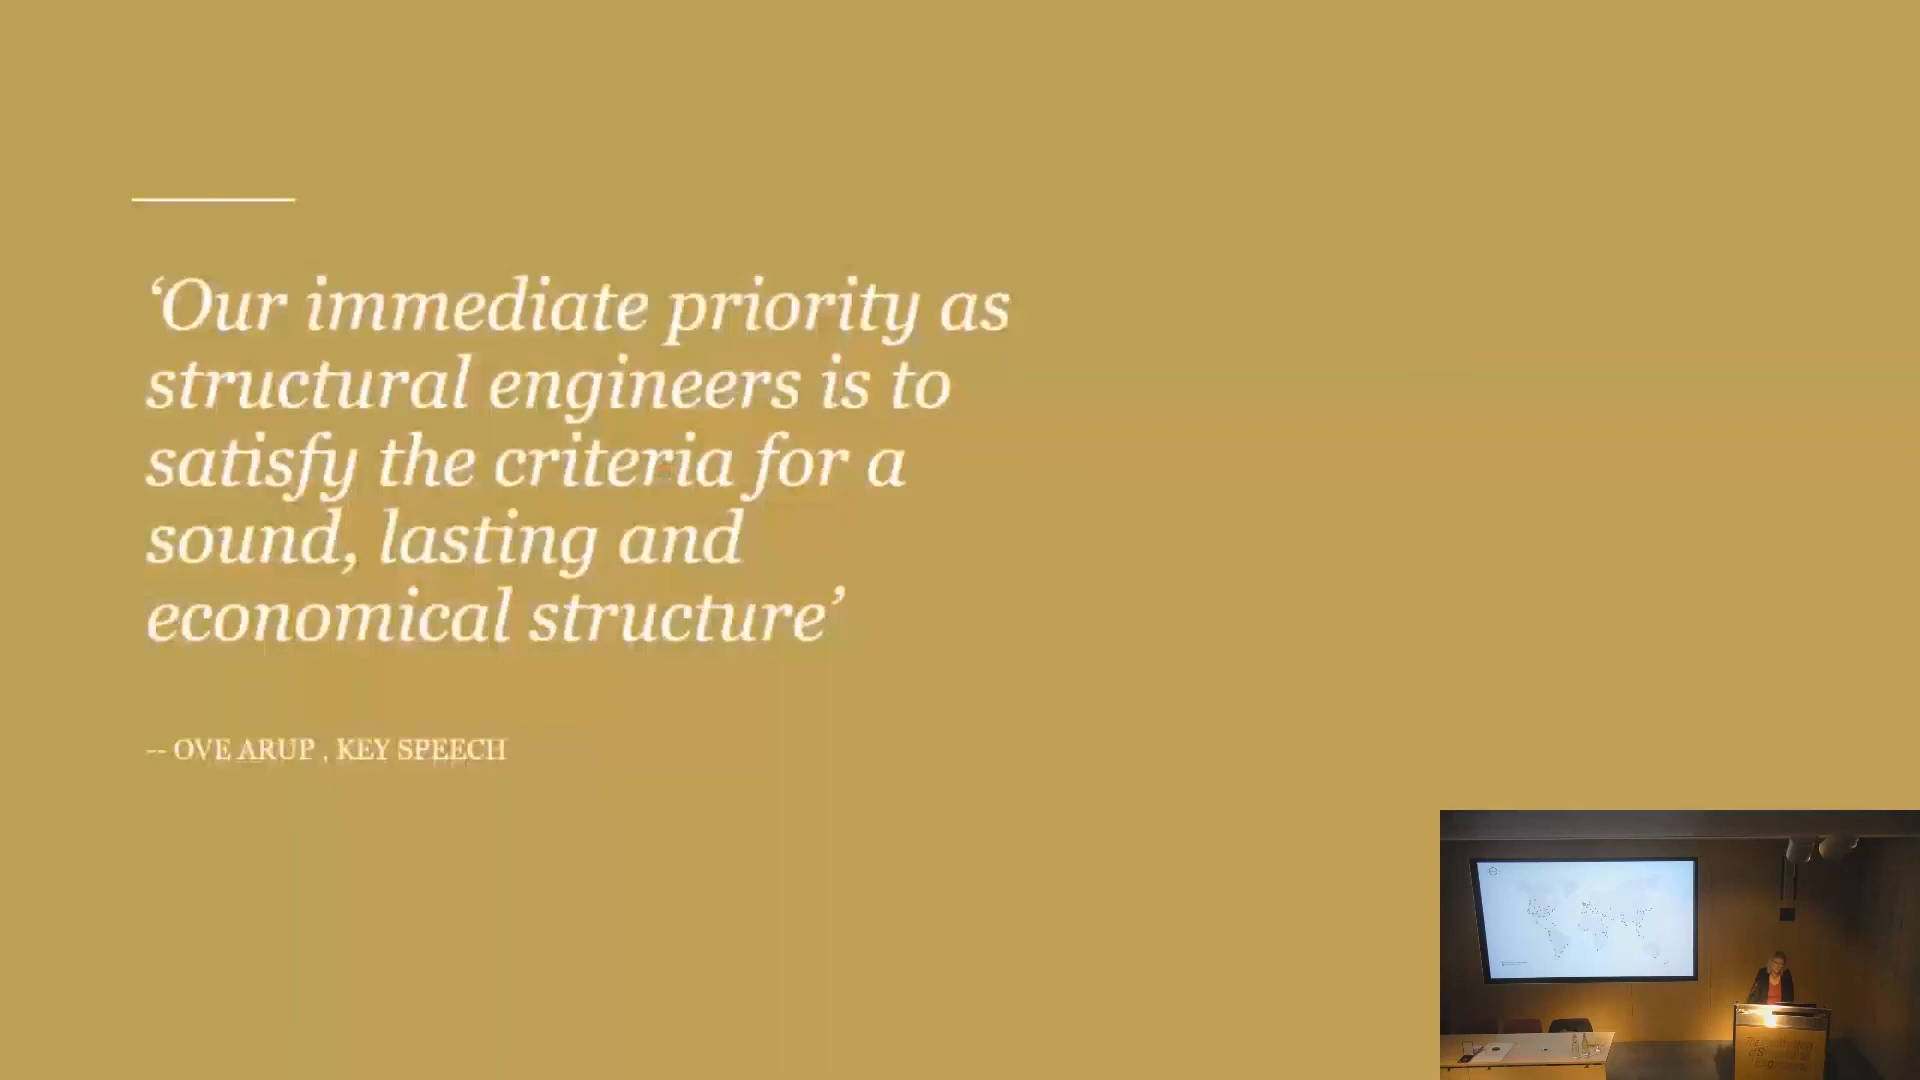 ‘Our immediate priority as
structural engineers is to
satisfy the criteria for a
sound, lasting and
economical structure’
-- OVE ARUP , KEY SPEECH